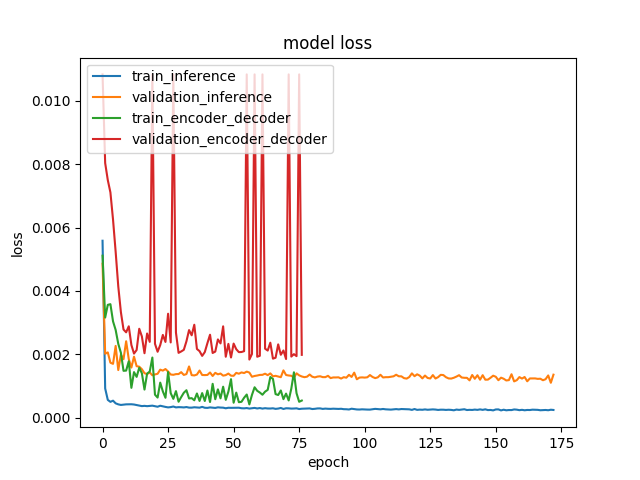 model loss
train_inference
validation_inference
train_encoder_decoder
validation_encoder_decoder
loss
0.010
0.008
0.006
0.004
0.002
0.000
0 25 50 75 100 125 150 175
epoch